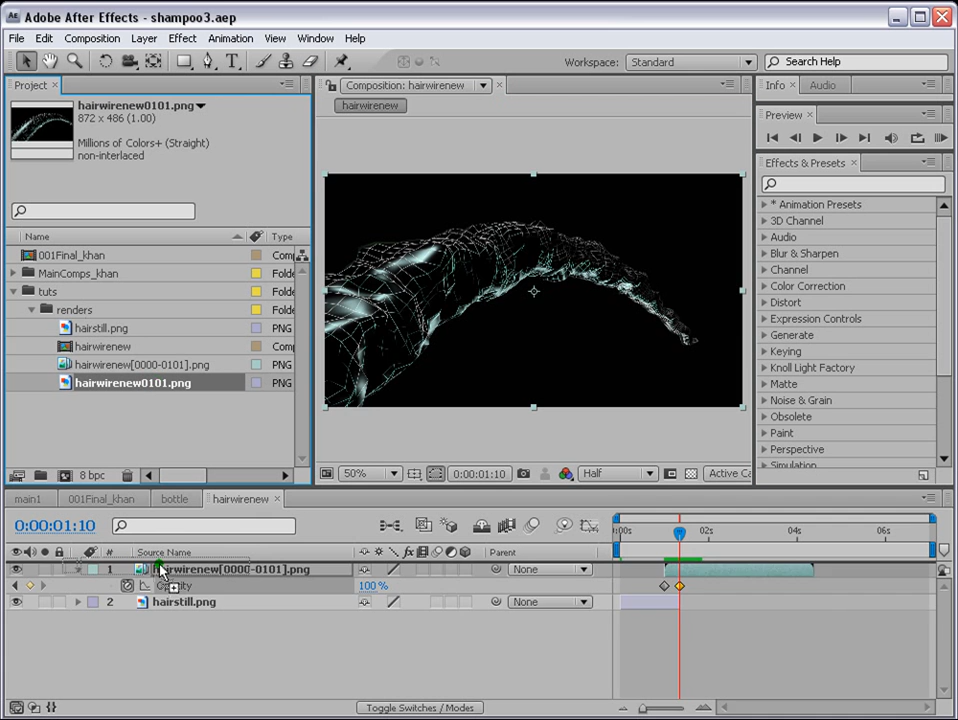 Adobe After Effects - shampoo3.aep
File Edit Composition Layer Effect Animation View Window Help
Workspace: Standard Search Help
Project
hairwirenew0101.png
872 x 486 (1.00)
Millions of Colors+ (Straight)
non-interlaced
Name Type
001Final_khan Comp
MainComps_khan Folde
tuts Folde
renders Folde
hairstill.png PNG
hairwirenew Comp
hairwirenew[0000-0101].png PNG
hairwirenew0101.png PNG
8 bpc
Composition: hairwirenew
hairwirenew
50% 0:00:01:10 Half Active Ca
Info Audio
Preview
Effects & Presets
* Animation Presets
3D Channel
Audio
Blur & Sharpen
Channel
Color Correction
Distort
Expression Controls
Generate
Keying
Knoll Light Factory
Matte
Noise & Grain
Obsolete
Paint
Perspective
Simulation
main1 001Final_khan bottle hairwirenew
0:00:01:10
:00s 02s 04s 06s
# Source Name Parent
1 hairwirenew[0000-0101].png None
Opacity 100 %
2 hairstill.png None
Toggle Switches / Modes